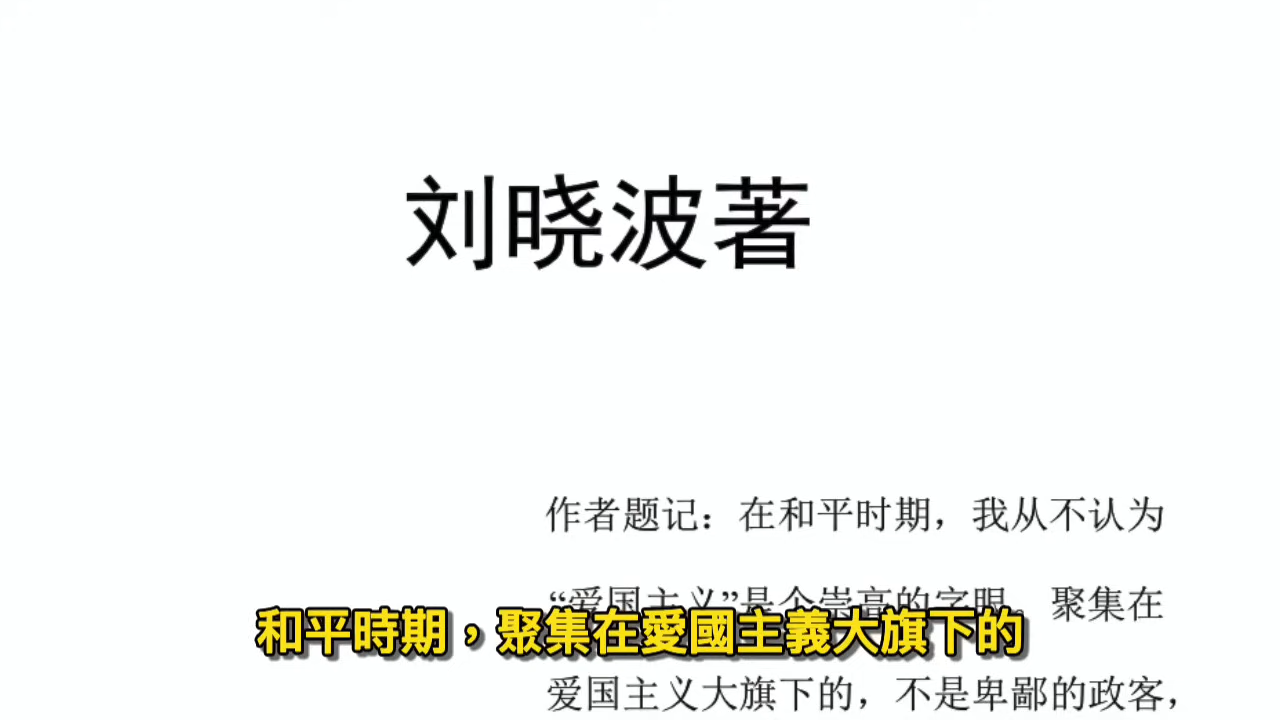 刘晓波著
作者题记：在和平时期，我从不认为
“爱国主义”是个崇高的字眼。聚集在
和平時期，聚集在愛國主義大旗下的
爱国主义大旗下的，不是卑鄙的政客，